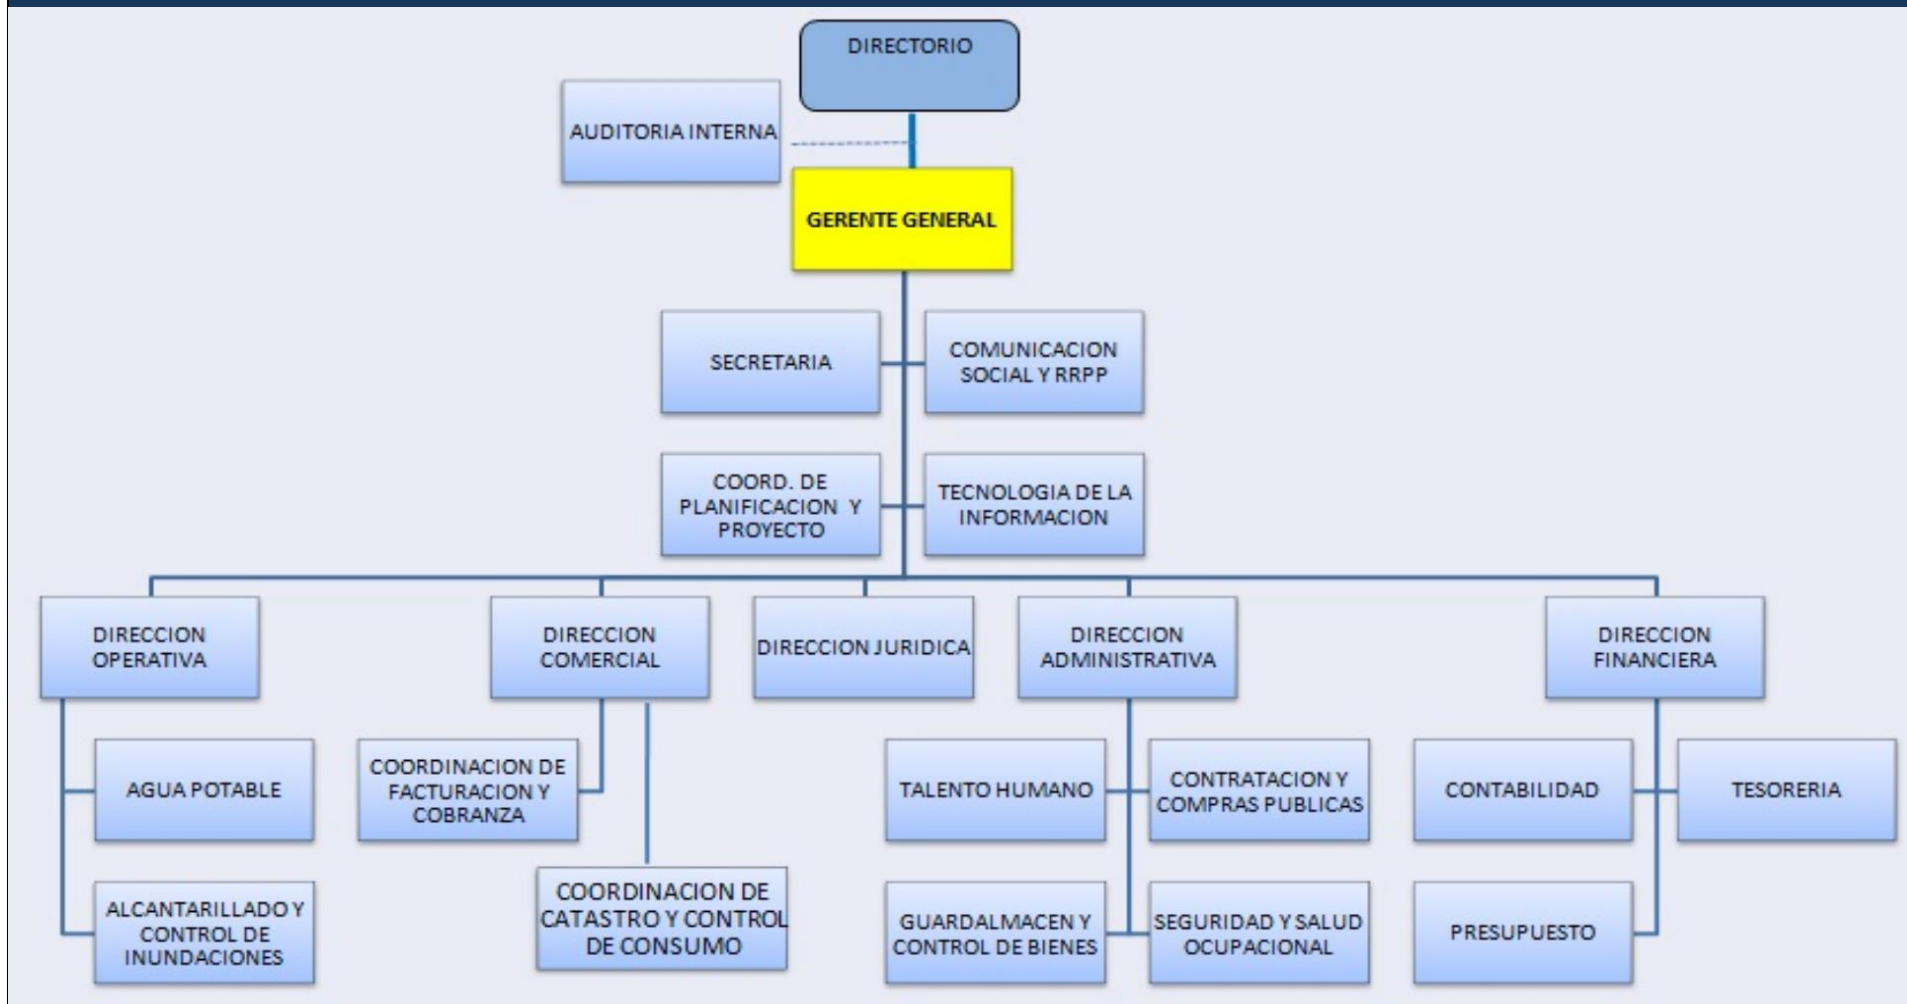 DIRECTORIO
AUDITORIA INTERNA
GERENTE GENERAL
SECRETARIA
COMUNICACION
SOCIAL Y RRPP
COORD. DE
PLANIFICACION Y
PROYECTO
TECNOLOGIA DE LA
INFORMACION
DIRECCION
OPERATIVA
DIRECCION
COMERCIAL
DIRECCION JURIDICA
DIRECCION
ADMINISTRATIVA
DIRECCION
FINANCIERA
AGUA POTABLE
COORDINACION DE
FACTURACION Y
COBRANZA
TALENTO HUMANO
CONTRATACION Y
COMPRAS PUBLICAS
CONTABILIDAD
TESORERIA
ALCANTARILLADO Y
CONTROL DE
INUNDACIONES
COORDINACION DE
CATASTRO Y CONTROL
DE CONSUMO
GUARDALMACEN Y
CONTROL DE BIENES
SEGURIDAD Y SALUD
OCUPACIONAL
PRESUPUESTO